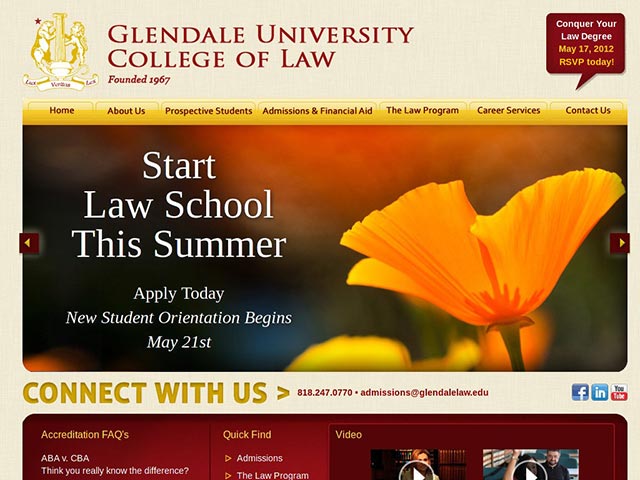 GLENDALE UNIVERSITY
COLLEGE OF LAW
Founded 1967
Lux Veritas Lex
Conquer Your
Law Degree
May 17, 2012
RSVP today!
Home About Us Prospective Students Admissions & Financial Aid The Law Program Career Services Contact Us
Start
Law School
This Summer
Apply Today
New Student Orientation Begins
May 21st
CONNECT WITH US > 818.247.0770 • admissions@glendalelaw.edu
f in You Tube
Accreditation FAQ's
ABA v. CBA
Think you really know the difference?
Quick Find
Admissions
The Law Program
Video